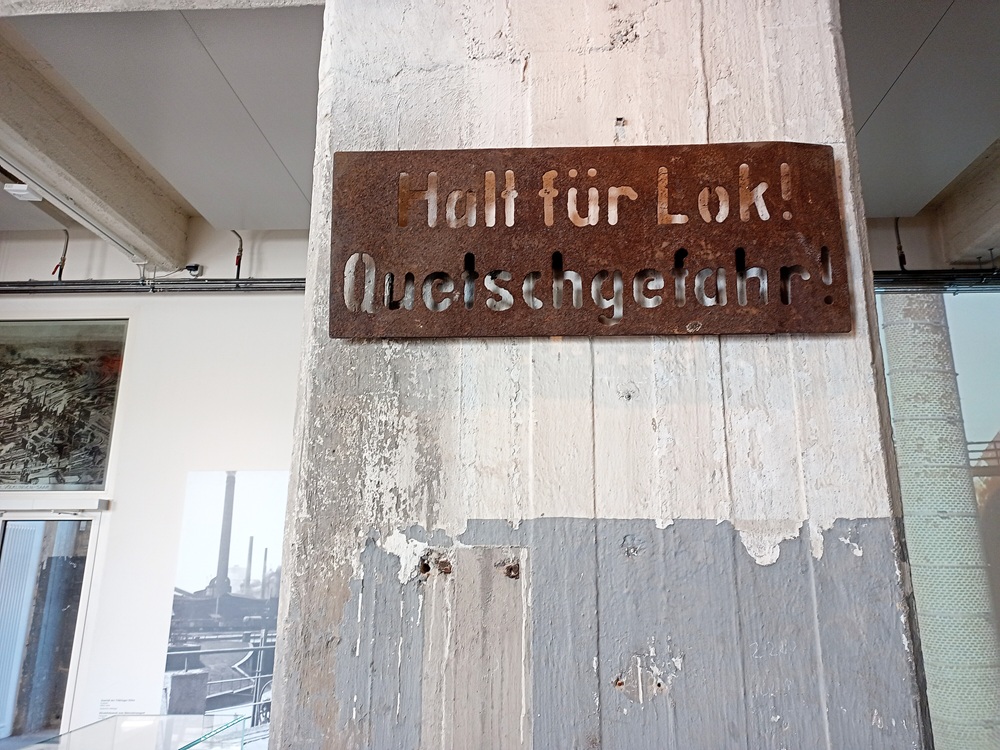 Halt für Lok!
Quetschgefahr!